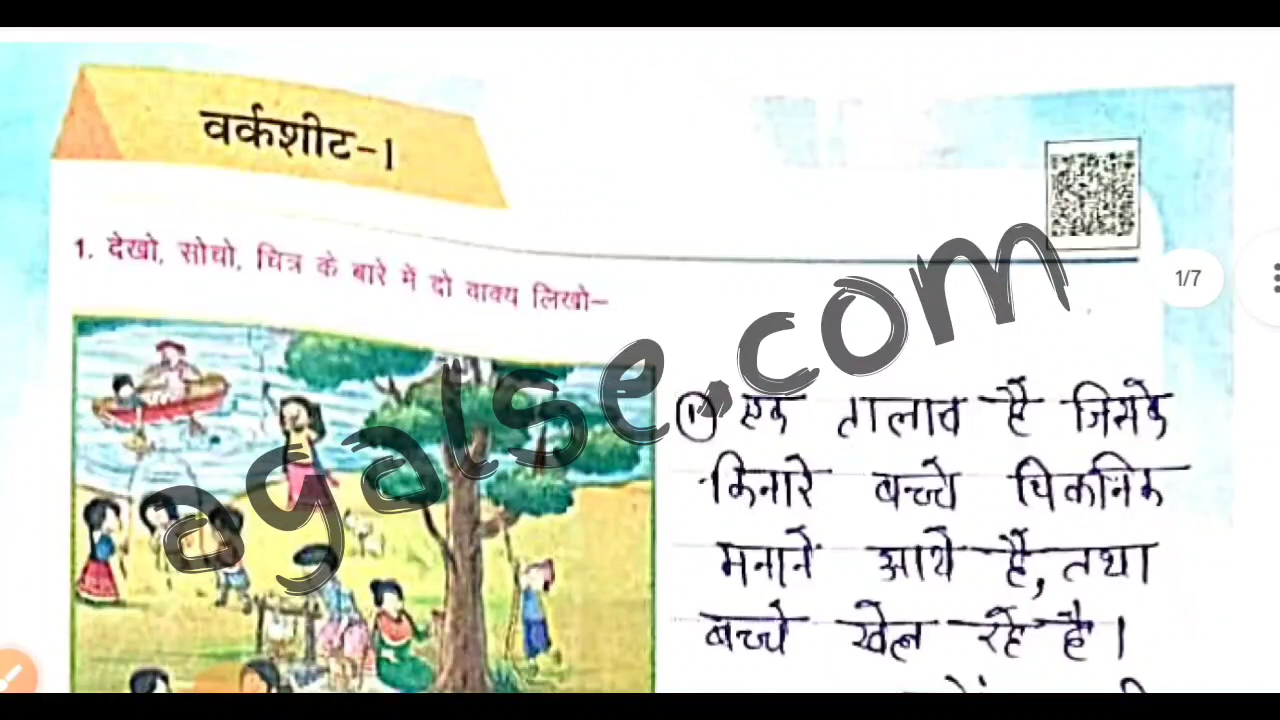 वर्कशीट-1
1. देखो, सोचो, चित्र के बारे में दो वाक्य लिखो–
1/7
agalse.com
① एक तालाब है जिसके
किनारे बच्चे पिकनिक
मनाने आये हैं, तथा
बच्चे खेल रहे है।